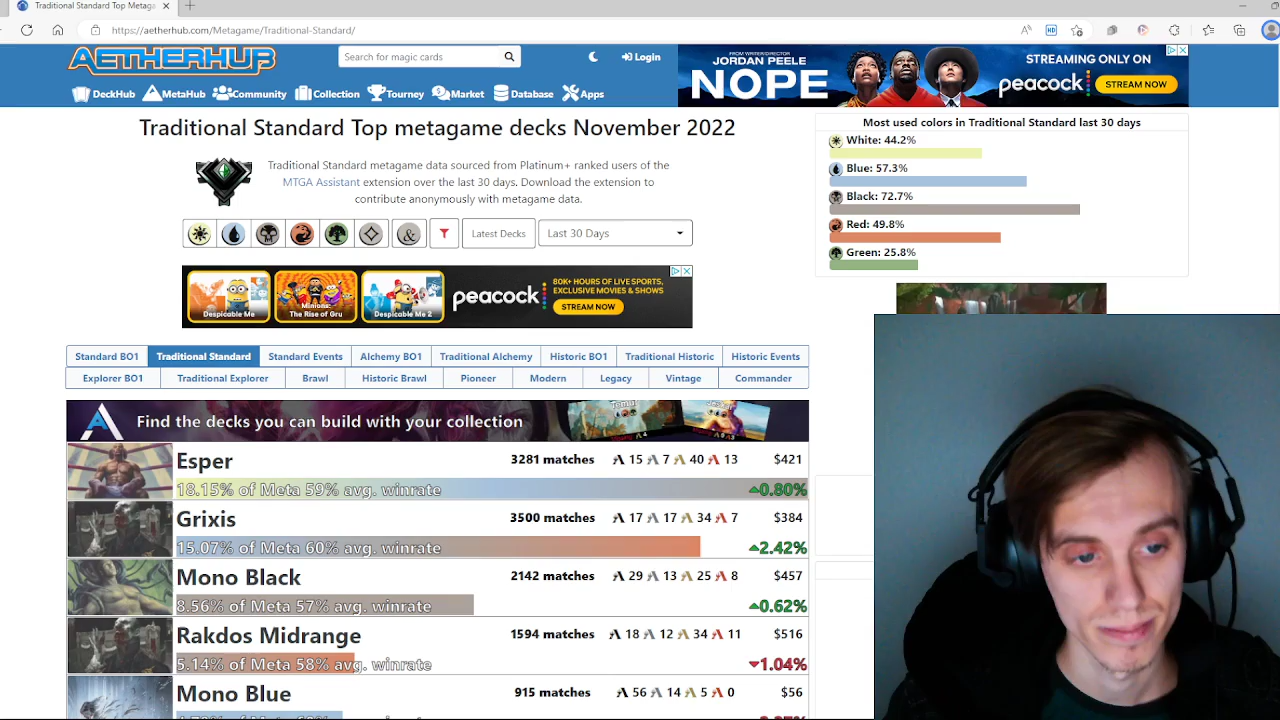 Traditional Standard Top Metag
https://aetherhub.com/Metagame/Traditional-Standard/
AETHERHUB
Search for magic cards
Login
DeckHub
MetaHub
Community
Collection
Tourney
Market
Database
Apps
FROM WRITER/DIRECTOR
JORDAN PEELE
NOPE
STREAMING ONLY ON
peacock
STREAM NOW
Traditional Standard Top metagame decks November 2022
Traditional Standard metagame data sourced from Platinum+ ranked users of the
MTGA Assistant extension over the last 30 days. Download the extension to
contribute anonymously with metagame data.
&
Latest Decks
Last 30 Days
Most used colors in Traditional Standard last 30 days
White: 44.2%
Blue: 57.3%
Black: 72.7%
Red: 49.8%
Green: 25.8%
Despicable Me
Minions:
The Rise of Gru
Despicable Me 2
peacock
80K+ HOURS OF LIVE SPORTS,
EXCLUSIVE MOVIES & SHOWS
STREAM NOW
Standard BO1
Traditional Standard
Standard Events
Alchemy BO1
Traditional Alchemy
Historic BO1
Traditional Historic
Historic Events
Explorer BO1
Traditional Explorer
Brawl
Historic Brawl
Pioneer
Modern
Legacy
Vintage
Commander
Find the decks you can build with your collection
Esper
3281 matches 15 7 40 13 $421
18.15% of Meta 59% avg. winrate 0.80%
Grixis
3500 matches 17 17 34 7 $384
15.07% of Meta 60% avg. winrate 2.42%
Mono Black
2142 matches 29 13 25 8 $457
8.56% of Meta 57% avg. winrate 0.62%
Rakdos Midrange
1594 matches 18 12 34 11 $516
5.14% of Meta 58% avg. winrate 1.04%
Mono Blue
915 matches 56 14 5 0 $56